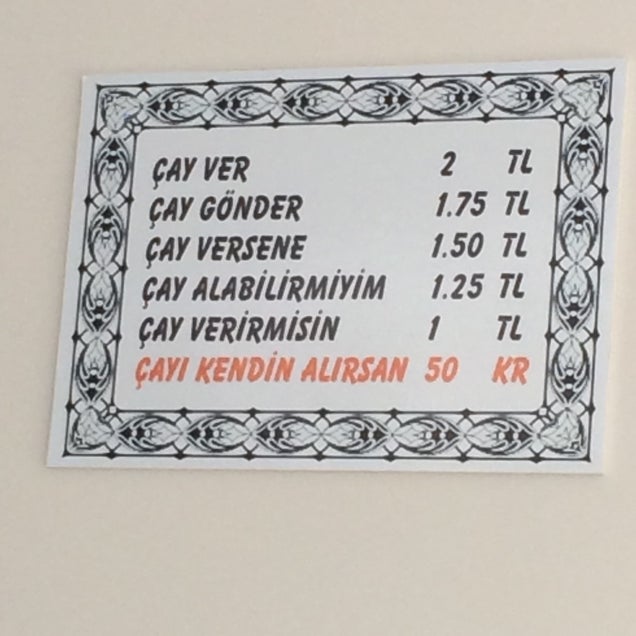 ÇAY VER 2 TL
ÇAY GÖNDER 1.75 TL
ÇAY VERSENE 1.50 TL
ÇAY ALABİLİRMİYİM 1.25 TL
ÇAY VERİRMİSİN 1 TL
ÇAYI KENDİN ALIRSAN 50 KR